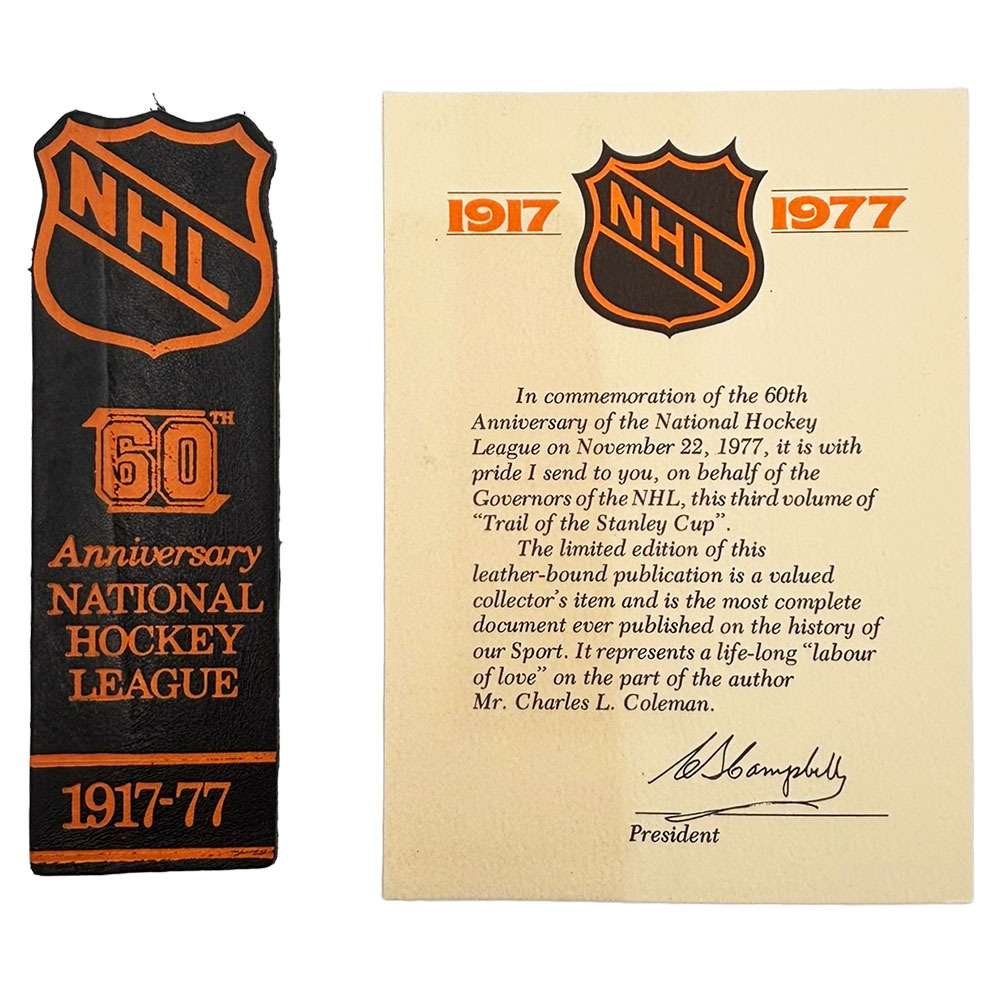 NHL
60TH
Anniversary
NATIONAL
HOCKEY
LEAGUE
1917-77
1917 NHL 1977
In commemoration of the 60th
Anniversary of the National Hockey
League on November 22, 1977, it is with
pride I send to you, on behalf of the
Governors of the NHL, this third volume of
“Trail of the Stanley Cup”.
The limited edition of this
leather-bound publication is a valued
collector’s item and is the most complete
document ever published on the history of
our Sport. It represents a life-long “labour
of love” on the part of the author
Mr. Charles L. Coleman.
CSCampbell
President